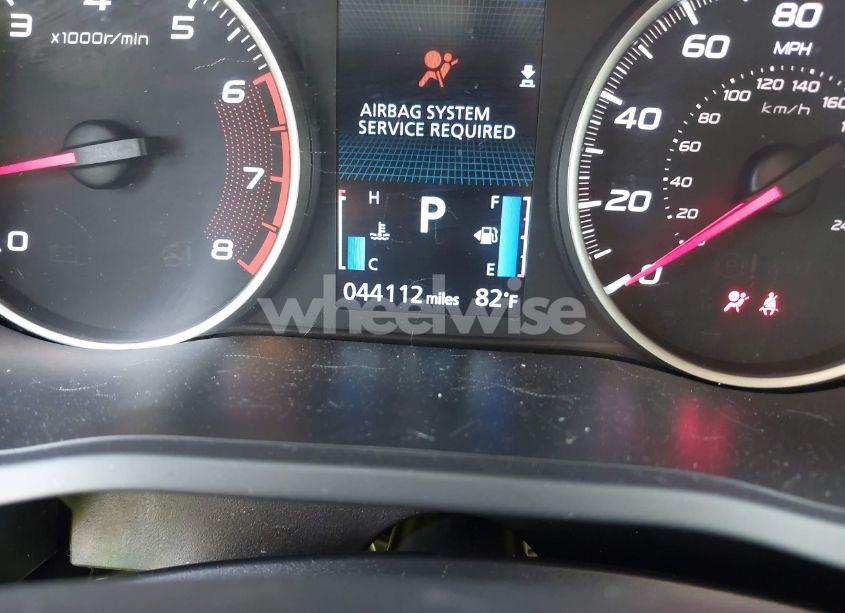 3
4
5
x1000r/min
6
7
8
0
AIRBAG SYSTEM
SERVICE REQUIRED
H
F
P
C
E
044112 miles 82°F
80
MPH
60
40
20
0
120 140
100
160
80
km/h
60
40
20
wheelwise